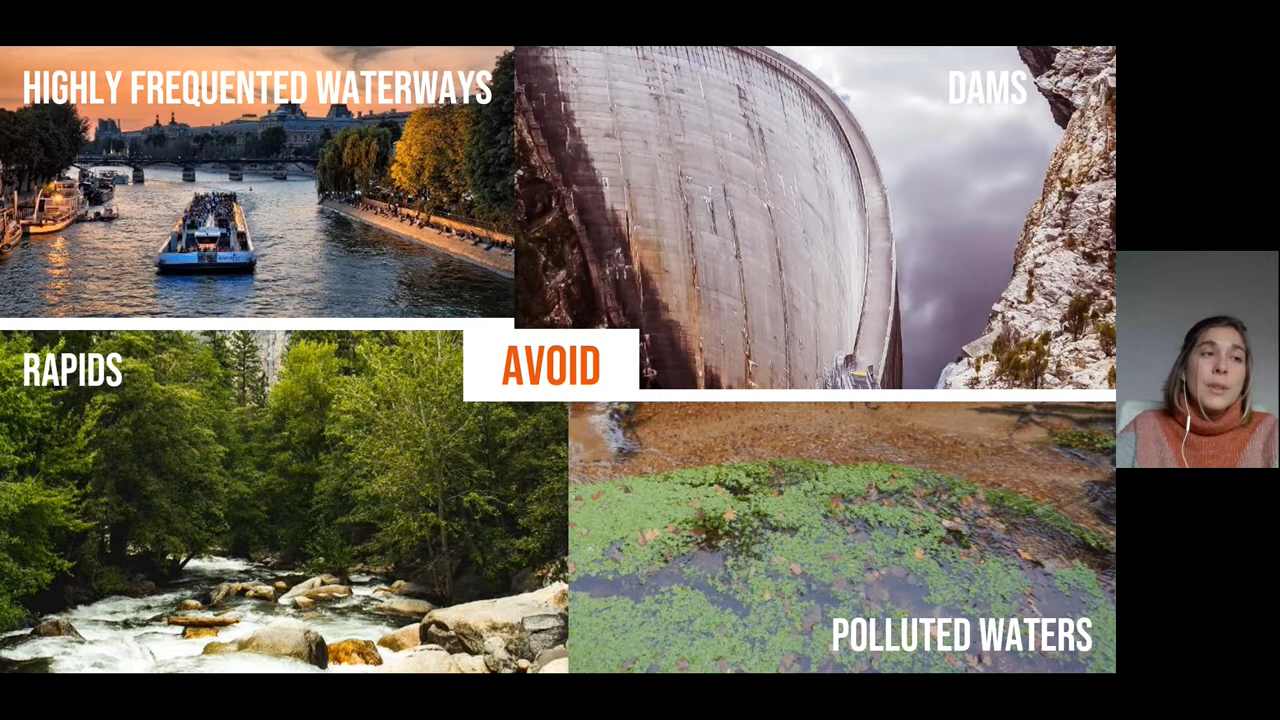 HIGHLY FREQUENTED WATERWAYS
DAMS
RAPIDS
AVOID
POLLUTED WATERS